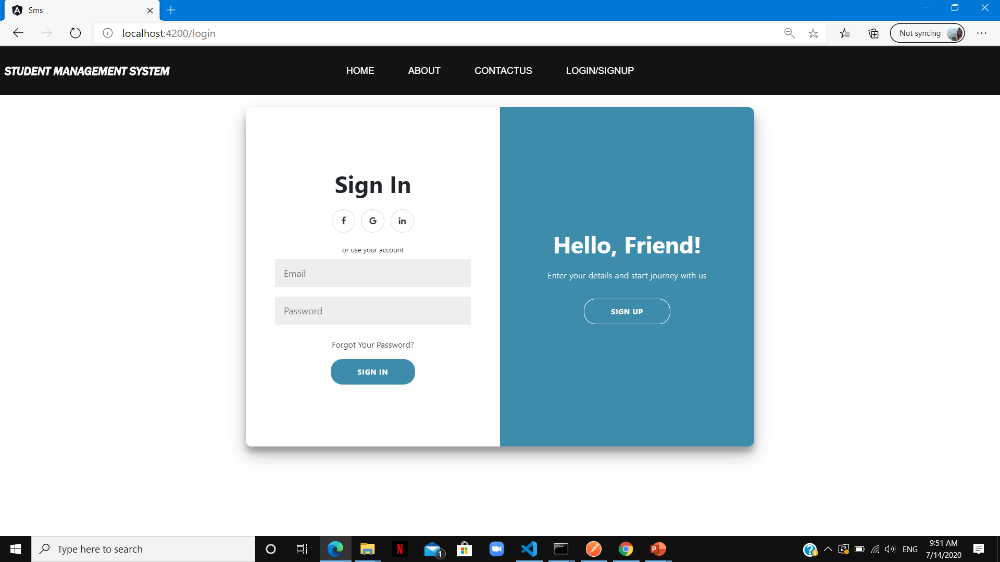 Sms
localhost:4200/login
Not syncing
STUDENT MANAGEMENT SYSTEM
HOME
ABOUT
CONTACTUS
LOGIN/SIGNUP
Sign In
f
G
in
or use your account
Email
Password
Forgot Your Password?
SIGN IN
Hello, Friend!
Enter your details and start journey with us
SIGN UP
Type here to search
N
1
P
ENG
9:51 AM
7/14/2020